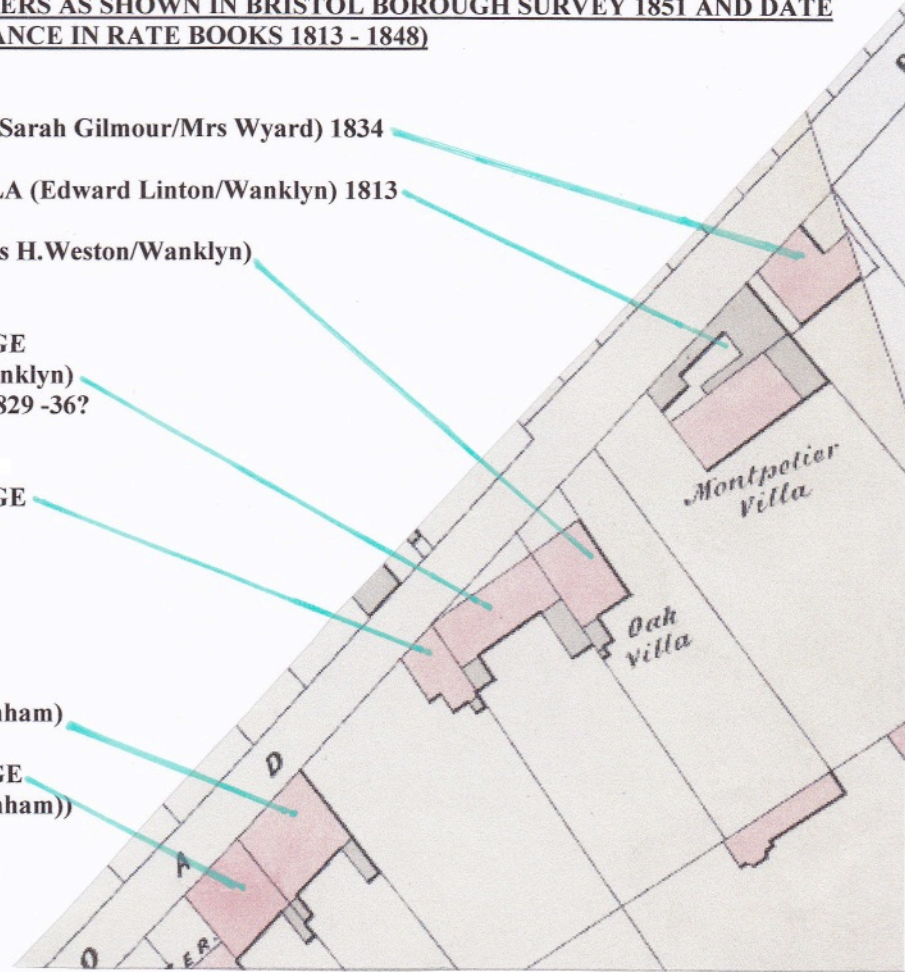 ERS AS SHOWN IN BRISTOL BOROUGH SURVEY 1851 AND DATE
ANCE IN RATE BOOKS 1813 - 1848)
Sarah Gilmour/Mrs Wyard) 1834
LA (Edward Linton/Wanklyn) 1813
s H.Weston/Wanklyn)
GE
nklyn)
829 -36?
GE
Montpelier
Villa
Oak
Villa
ham)
GE
ham))
D
A
O
ER.